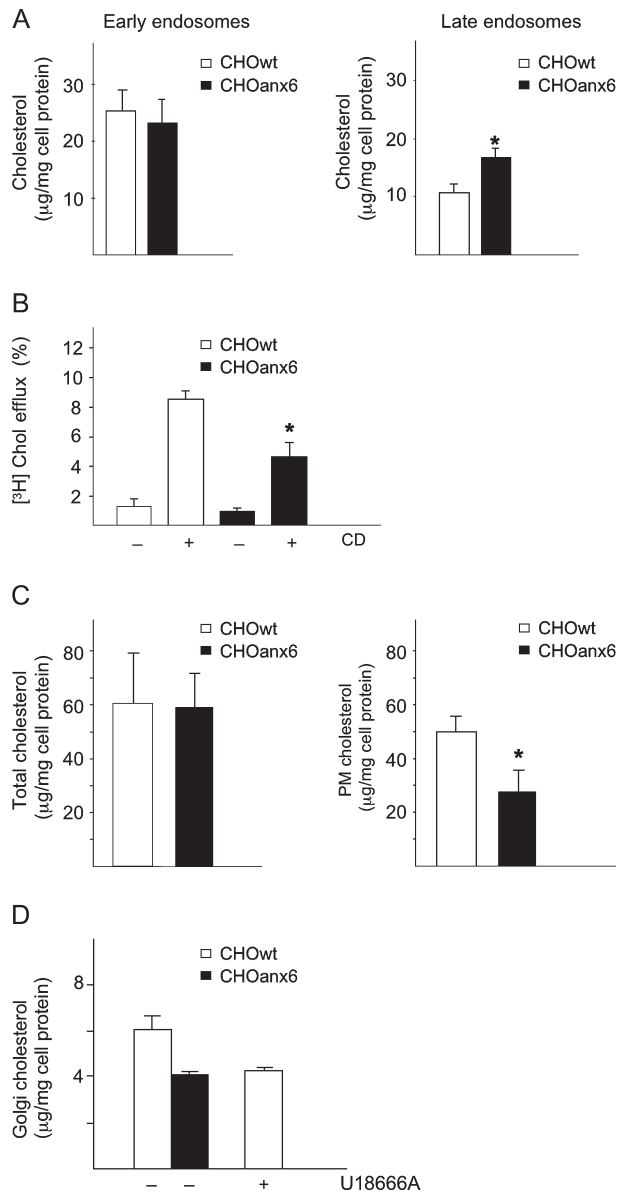 A
Early endosomes
Late endosomes
Cholesterol
(μg/mg cell protein)
30
20
10
CHOwt
CHOanx6
Cholesterol
(μg/mg cell protein)
30
20
10
CHOwt
CHOanx6
*
B
[³H] Chol efflux (%)
12
10
8
6
4
2
CHOwt
CHOanx6
*
– + – + CD
C
Total cholesterol
(μg/mg cell protein)
80
60
40
20
CHOwt
CHOanx6
PM cholesterol
(μg/mg cell protein)
80
60
40
20
CHOwt
CHOanx6
*
D
Golgi cholesterol
(μg/mg cell protein)
8
4
CHOwt
CHOanx6
– – + U18666A